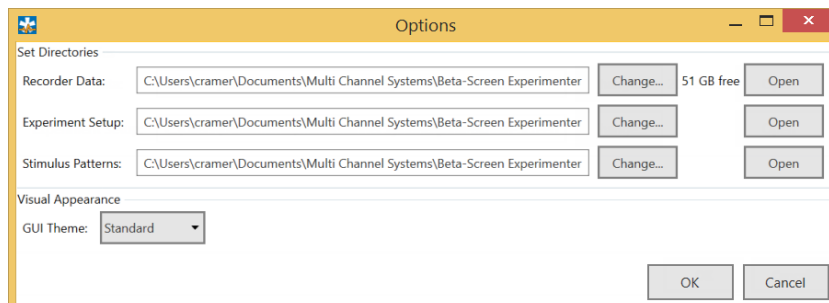 Options
Set Directories
Recorder Data: C:\Users\cramer\Documents\Multi Channel Systems\Beta-Screen Experimenter Change... 51 GB free Open
Experiment Setup: C:\Users\cramer\Documents\Multi Channel Systems\Beta-Screen Experimenter Change... Open
Stimulus Patterns: C:\Users\cramer\Documents\Multi Channel Systems\Beta-Screen Experimenter Change... Open
Visual Appearance
GUI Theme: Standard
OK Cancel